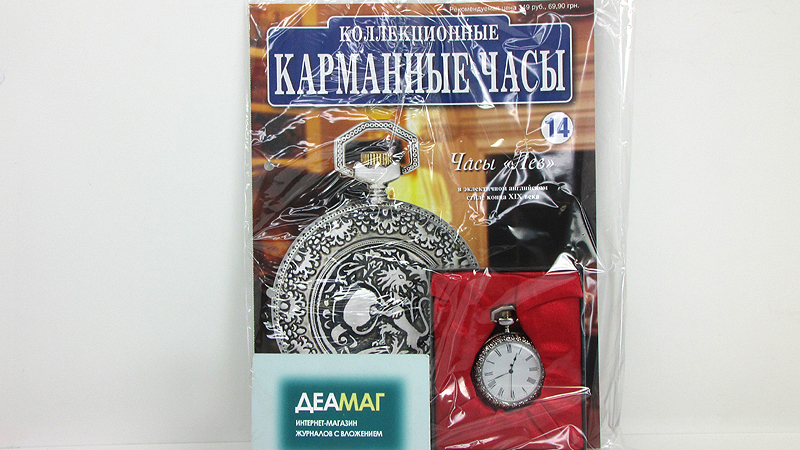 Рекомендуемая цена 149 руб., 69,90 грн.
КОЛЛЕКЦИОННЫЕ
КАРМАННЫЕ ЧАСЫ
14
Часы «Лев»
в эклектичном английском
стиле конца XIX века
ДЕАМАГ
ИНТЕРНЕТ-МАГАЗИН
ЖУРНАЛОВ С ВЛОЖЕНИЕМ